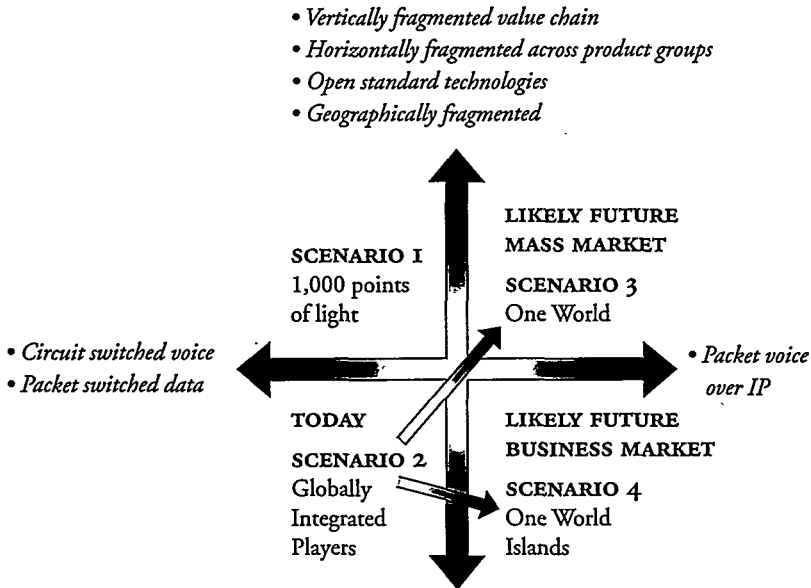 • Vertically fragmented value chain
• Horizontally fragmented across product groups
• Open standard technologies
• Geographically fragmented
LIKELY FUTURE
MASS MARKET
SCENARIO 1
1,000 points
of light
SCENARIO 3
One World
• Circuit switched voice
• Packet switched data
• Packet voice
over IP
TODAY
SCENARIO 2
Globally
Integrated
Players
LIKELY FUTURE
BUSINESS MARKET
SCENARIO 4
One World
Islands